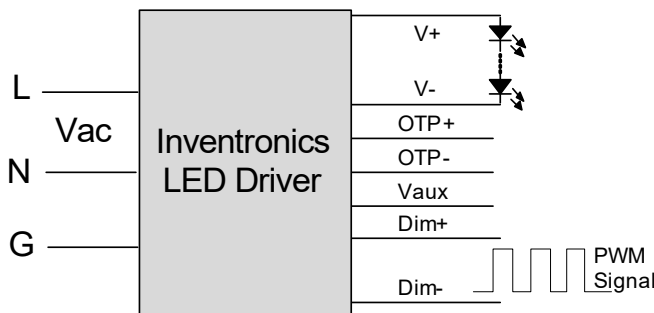 L
Vac
N
G
Inventronics
LED Driver
V+
V-
OTP+
OTP-
Vaux
Dim+
Dim-
PWM
Signal